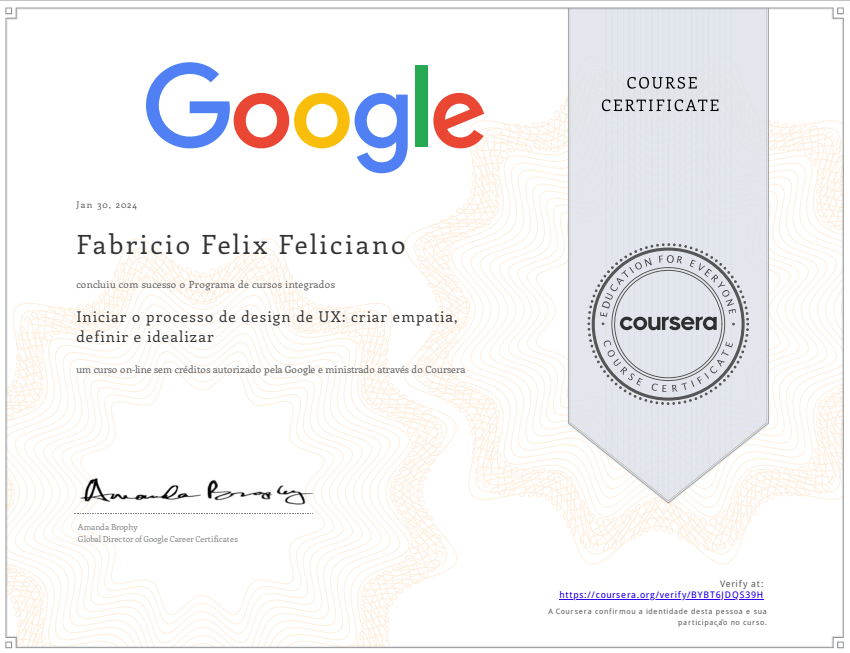 Google
COURSE
CERTIFICATE
Jan 30, 2024
Fabricio Felix Feliciano
concluiu com sucesso o Programa de cursos integrados
Iniciar o processo de design de UX: criar empatia,
definir e idealizar
um curso on-line sem créditos autorizado pela Google e ministrado através do Coursera
EDUCATION FOR EVERYONE
coursera
COURSE CERTIFICATE
Amanda Brophy
Amanda Brophy
Global Director of Google Career Certificates
Verify at:
https://coursera.org/verify/BYBT6JDQS39H
A Coursera confirmou a identidade desta pessoa e sua
participação no curso.